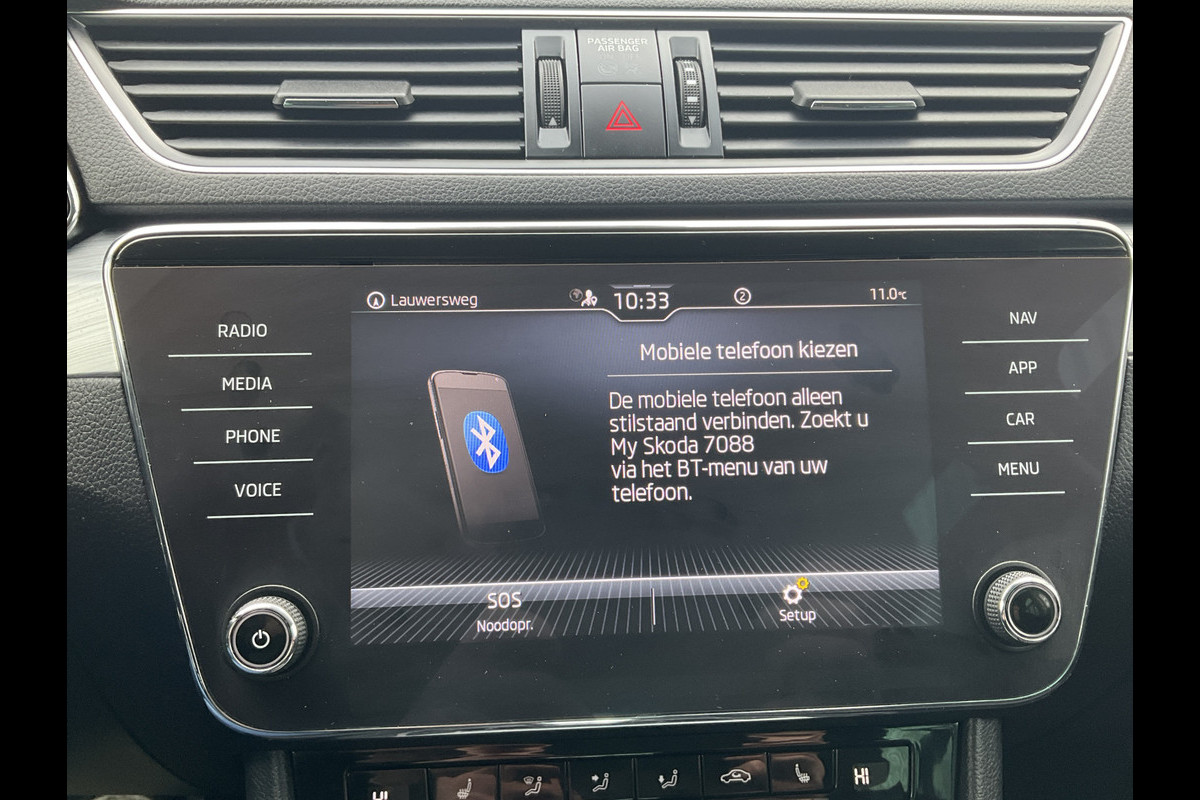 PASSENGER
AIR BAG
Lauwersweg
10:33
2
11.0°C
RADIO
MEDIA
PHONE
VOICE
Mobiele telefoon kiezen
De mobiele telefoon alleen
stilstaand verbinden. Zoekt u
My Skoda 7088
via het BT-menu van uw
telefoon.
SOS
Noodopr.
Setup
NAV
APP
CAR
MENU
HI
HI